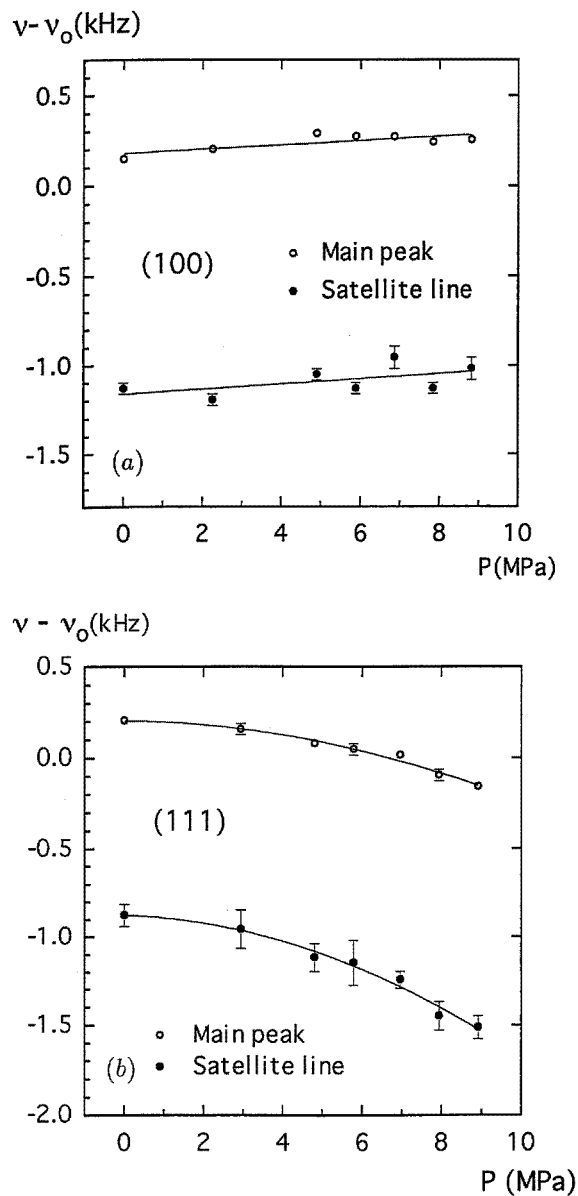 ν- νo(kHz)
0.5
0.0
-0.5
-1.0
-1.5
(100)
Main peak
Satellite line
(a)
0 2 4 6 8 10
P(MPa)
ν - νo(kHz)
0.5
0.0
-0.5
-1.0
-1.5
-2.0
(111)
Main peak
(b) Satellite line
0 2 4 6 8 10
P (MPa)